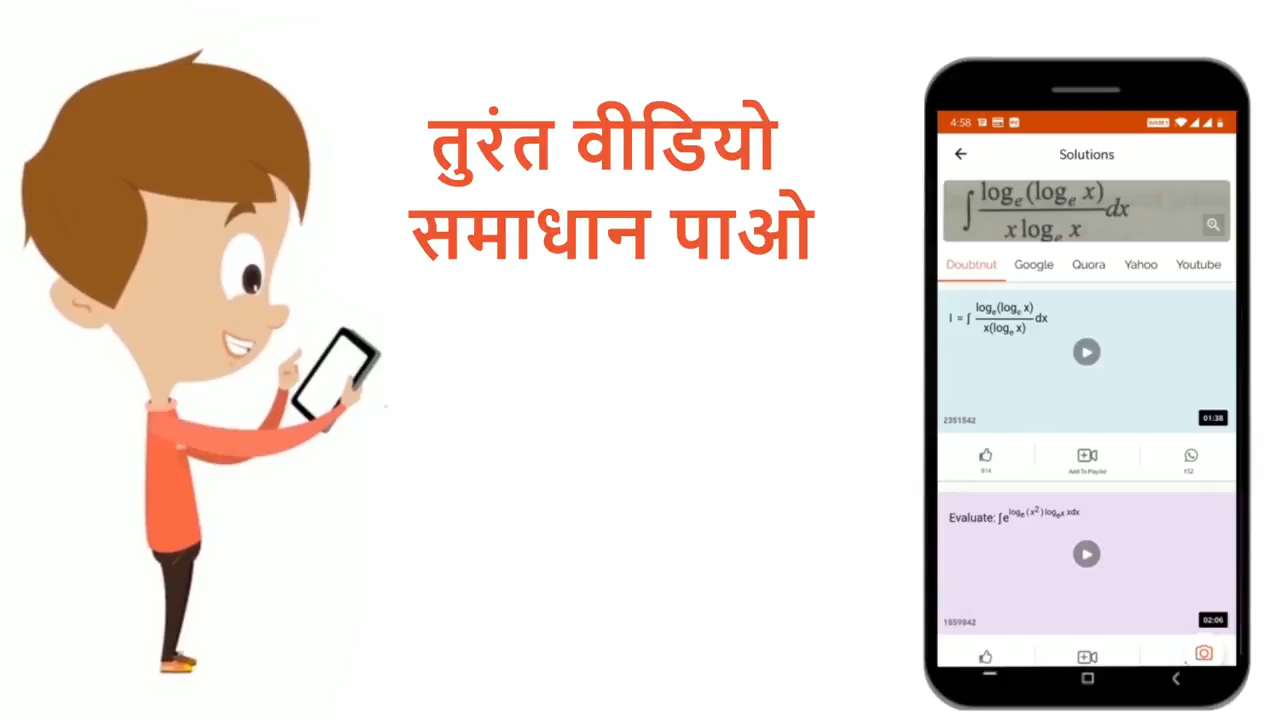 तुरंत वीडियो
समाधान पाओ
4:58
Solutions
∫ logₑ(logₑ x) / x logₑ x dx
Doubtnut Google Quora Yahoo Youtube
I = ∫ logₑ(logₑ x) / x(logₑ x) dx
2351542
01:38
914 Add To Playlist 152
Evaluate: ∫e^logₑ(x²) logₑx xdx
1859842
02:06